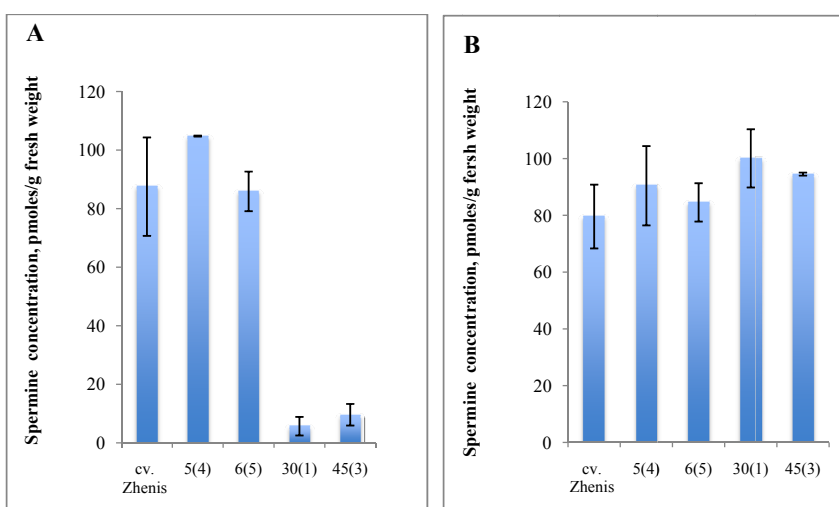 A
Spermine concentration, pmoles/g fresh weight
120
100
80
60
40
20
0
cv.
Zhenis
5(4)
6(5)
30(1)
45(3)
B
Spermine concentration, pmoles/g fersh weight
120
100
80
60
40
20
0
cv.
Zhenis
5(4)
6(5)
30(1)
45(3)